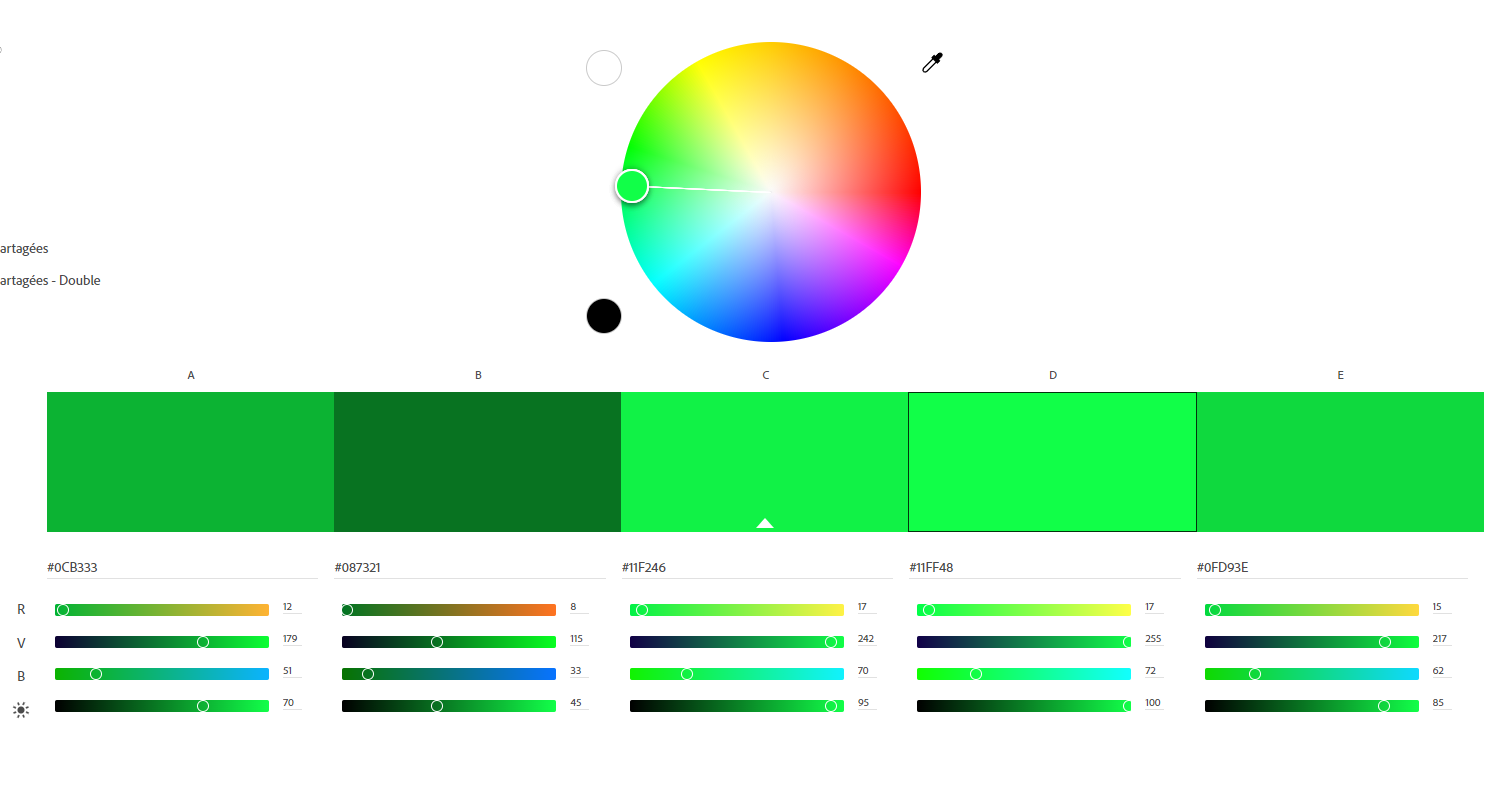 artagées
artagées - Double
A B C D E
#0CB333 #087321 #11F246 #11FF48 #0FD93E
R 12 8 17 17 15
V 179 115 242 255 217
B 51 33 70 72 62
70 45 95 100 85